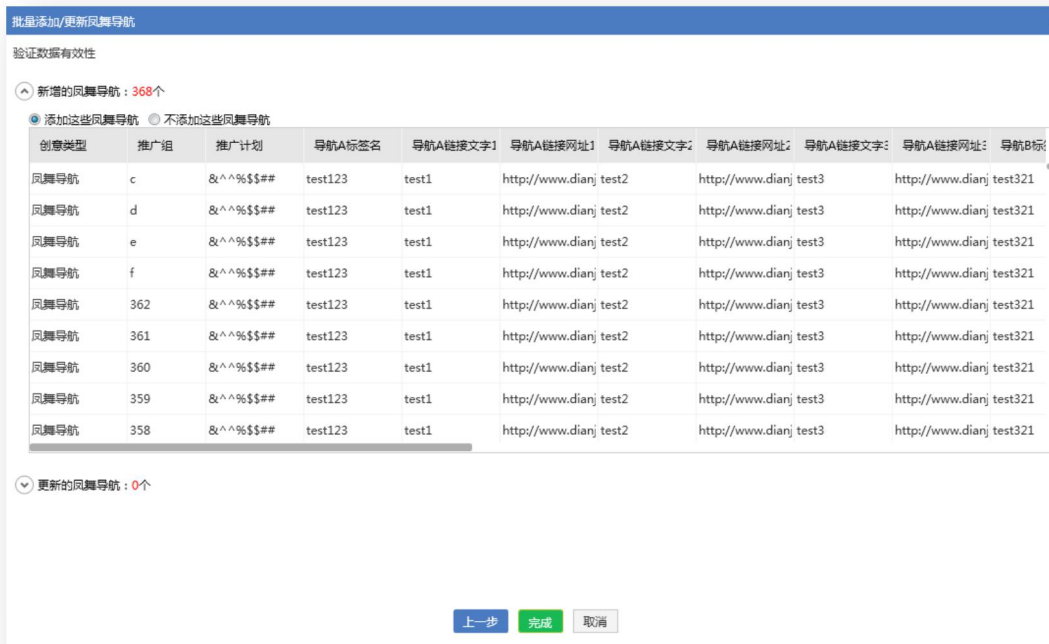 批量添加/更新凤舞导航
验证数据有效性
新增的凤舞导航：368个
添加这些凤舞导航 不添加这些凤舞导航
创意类型 推广组 推广计划 导航A标签名 导航A链接文字1 导航A链接网址1 导航A链接文字2 导航A链接网址2 导航A链接文字3 导航A链接网址3 导航B标
凤舞导航 c &^^%$$## test123 test1 http://www.dianj test2 http://www.dianj test3 http://www.dianj test321
凤舞导航 d &^^%$$## test123 test1 http://www.dianj test2 http://www.dianj test3 http://www.dianj test321
凤舞导航 e &^^%$$## test123 test1 http://www.dianj test2 http://www.dianj test3 http://www.dianj test321
凤舞导航 f &^^%$$## test123 test1 http://www.dianj test2 http://www.dianj test3 http://www.dianj test321
凤舞导航 362 &^^%$$## test123 test1 http://www.dianj test2 http://www.dianj test3 http://www.dianj test321
凤舞导航 361 &^^%$$## test123 test1 http://www.dianj test2 http://www.dianj test3 http://www.dianj test321
凤舞导航 360 &^^%$$## test123 test1 http://www.dianj test2 http://www.dianj test3 http://www.dianj test321
凤舞导航 359 &^^%$$## test123 test1 http://www.dianj test2 http://www.dianj test3 http://www.dianj test321
凤舞导航 358 &^^%$$## test123 test1 http://www.dianj test2 http://www.dianj test3 http://www.dianj test321
更新的凤舞导航：0个
上一步 完成 取消